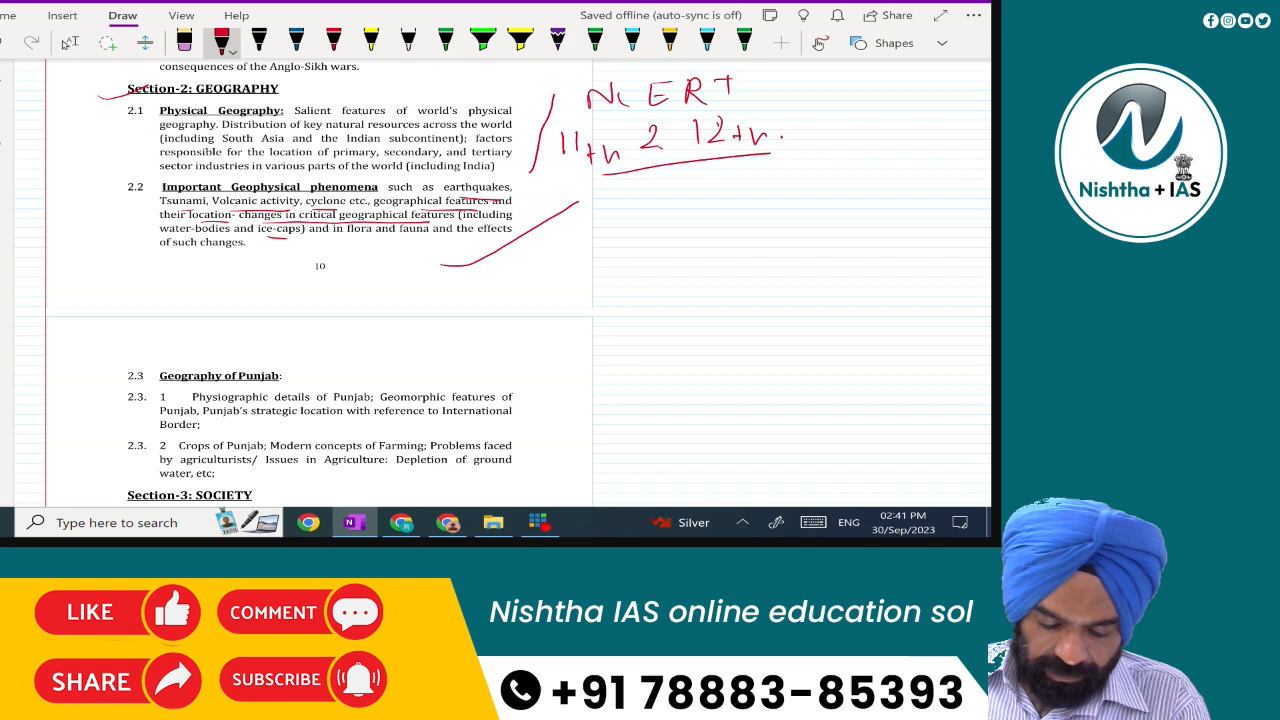 me Insert Draw View Help Saved offline (auto-sync is off) Share
Shapes
consequences of the Anglo-Sikh wars.
Section-2: GEOGRAPHY
2.1 Physical Geography: Salient features of world's physical
geography. Distribution of key natural resources across the world
(including South Asia and the Indian subcontinent); factors
responsible for the location of primary, secondary, and tertiary
sector industries in various parts of the world (including India)
2.2 Important Geophysical phenomena such as earthquakes,
Tsunami, Volcanic activity, cyclone etc., geographical features and
their location- changes in critical geographical features (including
water-bodies and ice-caps) and in flora and fauna and the effects
of such changes.
10
NCERT
11th 2 12th.
2.3 Geography of Punjab:
2.3. 1 Physiographic details of Punjab; Geomorphic features of
Punjab, Punjab's strategic location with reference to International
Border;
2.3. 2 Crops of Punjab; Modern concepts of Farming; Problems faced
by agriculturists/ Issues in Agriculture: Depletion of ground
water, etc;
Section-3: SOCIETY
Type here to search
Silver
ENG
02:41 PM
30/Sep/2023
Nishtha + IAS
LIKE
COMMENT
SHARE
SUBSCRIBE
Nishtha IAS online education sol
+91 78883-85393